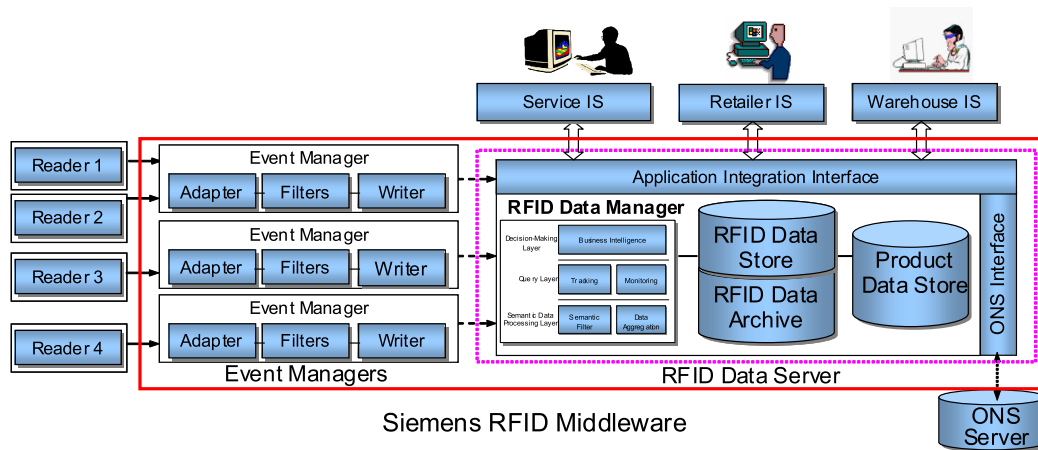 Service IS
Retailer IS
Warehouse IS
Reader 1
Reader 2
Reader 3
Reader 4
Event Manager
Adapter
Filters
Writer
Event Manager
Adapter
Filters
Writer
Event Manager
Adapter
Filters
Writer
Event Managers
Application Integration Interface
RFID Data Manager
Decision-Making
Layer
Business Intelligence
Query Layer
Tracking
Monitoring
Semantic Data
Processing Layer
Semantic
Filter
Data
Aggregation
RFID Data
Store
RFID Data
Archive
Product
Data Store
ONS Interface
RFID Data Server
ONS
Server
Siemens RFID Middleware